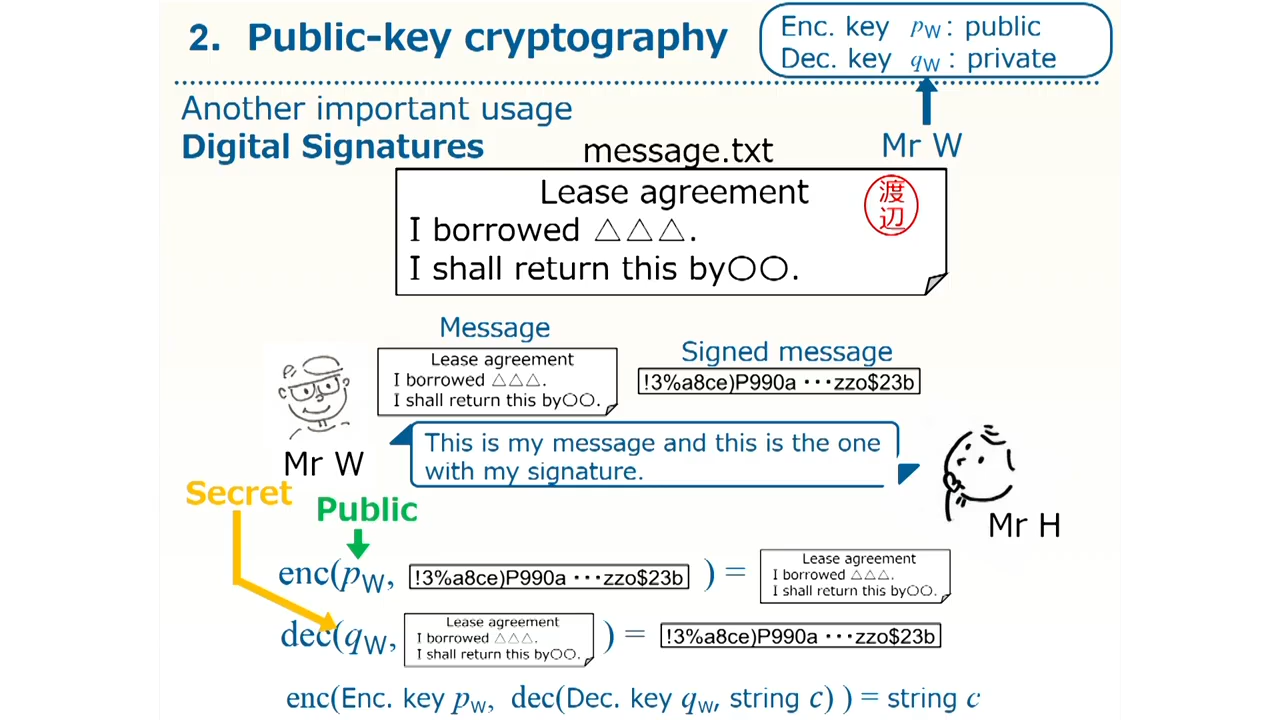 2. Public-key cryptography
Enc. key pW : public
Dec. key qW : private
Another important usage
Digital Signatures
message.txt
Mr W
Lease agreement
渡辺
I borrowed △△△.
I shall return this by○○.
Message
Signed message
Lease agreement
I borrowed △△△.
I shall return this by○○.
!3%a8ce)P990a ･･･zzo$23b
This is my message and this is the one
with my signature.
Mr W
Mr H
Secret
Public
enc(pW, !3%a8ce)P990a ･･･zzo$23b ) =
Lease agreement
I borrowed △△△.
I shall return this by○○.
dec(qW,
Lease agreement
I borrowed △△△.
I shall return this by○○.
) = !3%a8ce)P990a ･･･zzo$23b
enc(Enc. key pW, dec(Dec. key qW, string c) ) = string c